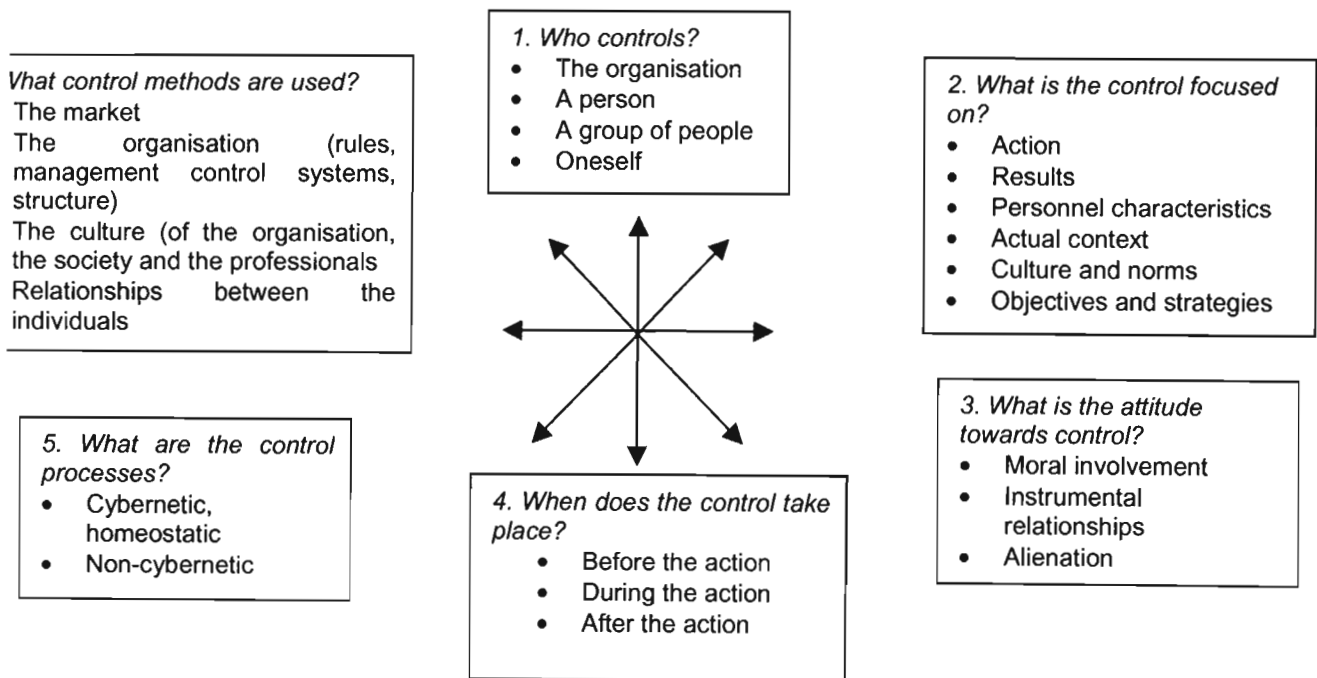 1. Who controls?
• The organisation
• A person
• A group of people
• Oneself
2. What is the control focused
on?
• Action
• Results
• Personnel characteristics
• Actual context
• Culture and norms
• Objectives and strategies
3. What is the attitude
towards control?
• Moral involvement
• Instrumental
relationships
• Alienation
4. When does the control take
place?
• Before the action
• During the action
• After the action
5. What are the control
processes?
• Cybernetic,
homeostatic
• Non-cybernetic
What control methods are used?
The market
The organisation (rules,
management control systems,
structure)
The culture (of the organisation,
the society and the professionals
Relationships between the
individuals